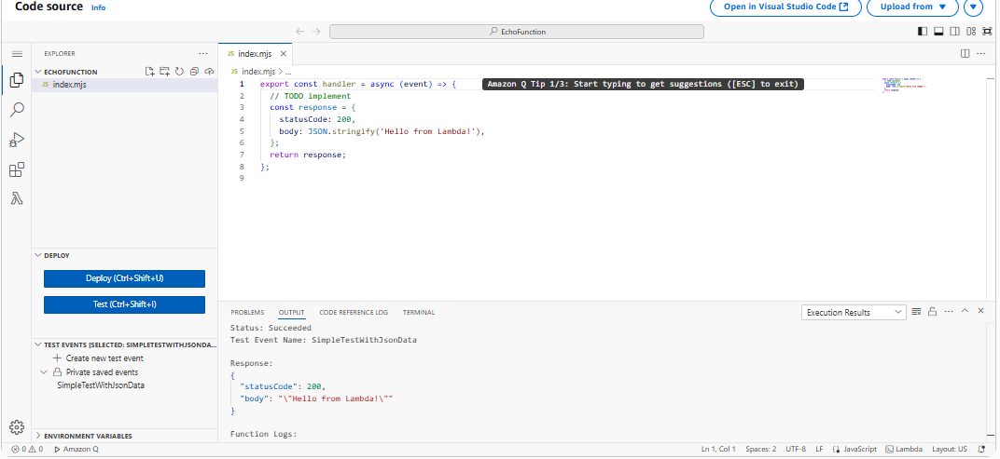 Code source Info
Open in Visual Studio Code
Upload from
EchoFunction
EXPLORER
ECHOFUNCTION
index.mjs
DEPLOY
Deploy (Ctrl+Shift+U)
Test (Ctrl+Shift+I)
TEST EVENTS [SELECTED: SIMPLETESTWITHJSONDA...
Create new test event
Private saved events
SimpleTestWithJsonData
ENVIRONMENT VARIABLES
JS index.mjs
JS index.mjs > ...
1 export const handler = async (event) => {
Amazon Q Tip 1/3: Start typing to get suggestions ([ESC] to exit)
2 // TODO implement
3 const response = {
4 statusCode: 200,
5 body: JSON.stringify('Hello from Lambda!'),
6 };
7 return response;
8 };
9
PROBLEMS OUTPUT CODE REFERENCE LOG TERMINAL
Execution Results
Status: Succeeded
Test Event Name: SimpleTestWithJsonData
Response:
{
"statusCode": 200,
"body": "\"Hello from Lambda!\""
}
Function Logs:
0 0 Amazon Q
Ln 1, Col 1 Spaces: 2 UTF-8 LF JavaScript Lambda Layout: US